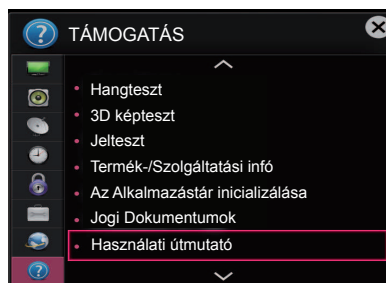 TÁMOGATÁS
• Hangteszt
• 3D képteszt
• Jelteszt
• Termék-/Szolgáltatási infó
• Az Alkalmazástár inicializálása
• Jogi Dokumentumok
• Használati útmutató